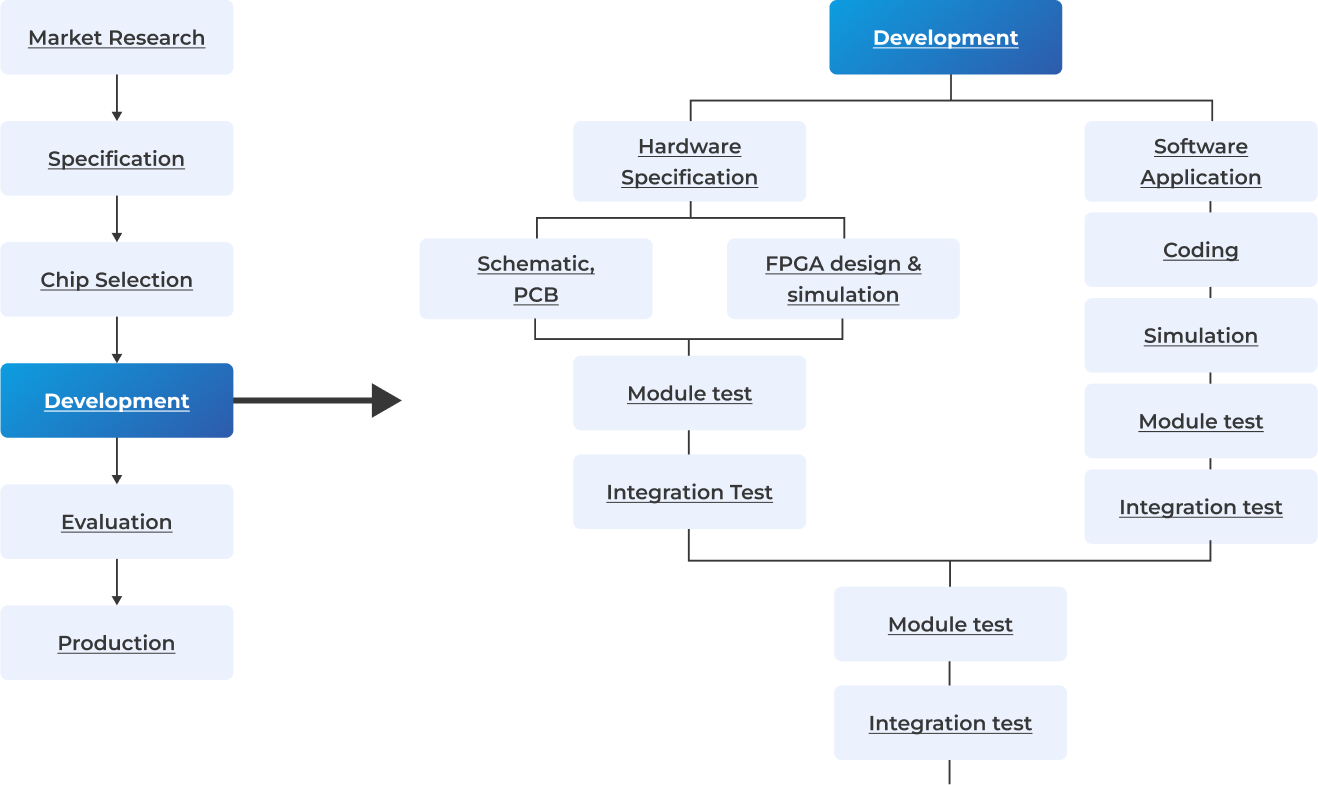 Market Research
Specification
Chip Selection
Development
Evaluation
Production
Development
Hardware
Specification
Software
Application
Schematic,
PCB
FPGA design &
simulation
Coding
Simulation
Module test
Integration Test
Module test
Integration test
Module test
Integration test